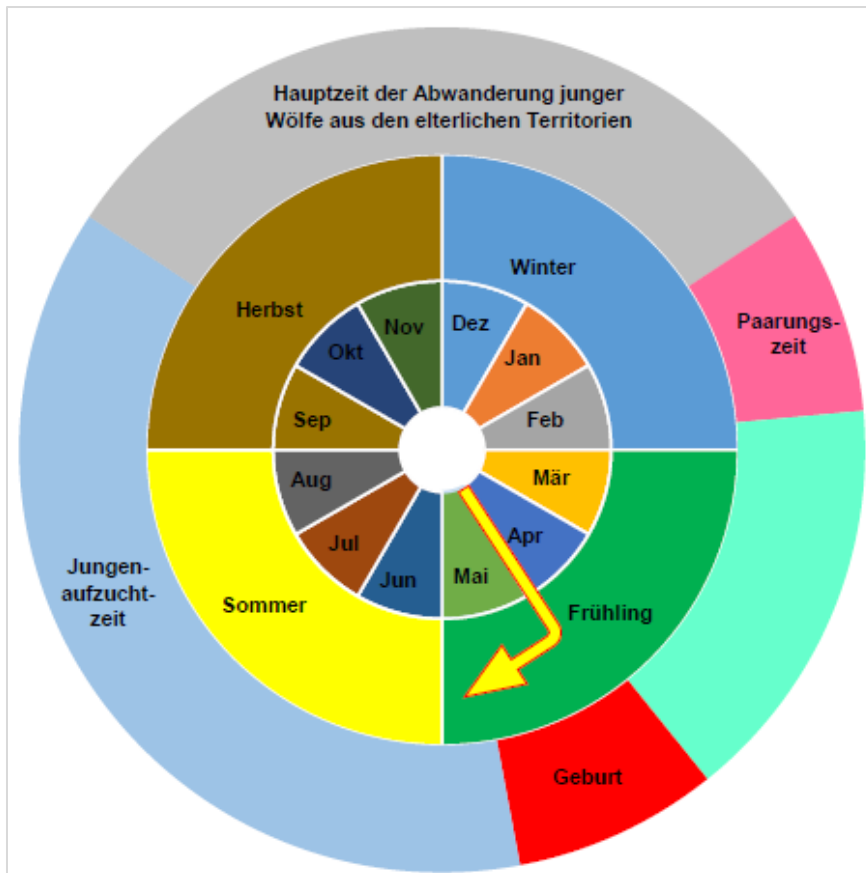 Hauptzeit der Abwanderung junger
Wölfe aus den elterlichen Territorien
Winter
Herbst
Paarungs-
zeit
Nov
Dez
Okt
Jan
Sep
Feb
Aug
Mär
Jul
Apr
Jun
Mai
Jungen-
aufzucht-
zeit
Sommer
Frühling
Geburt